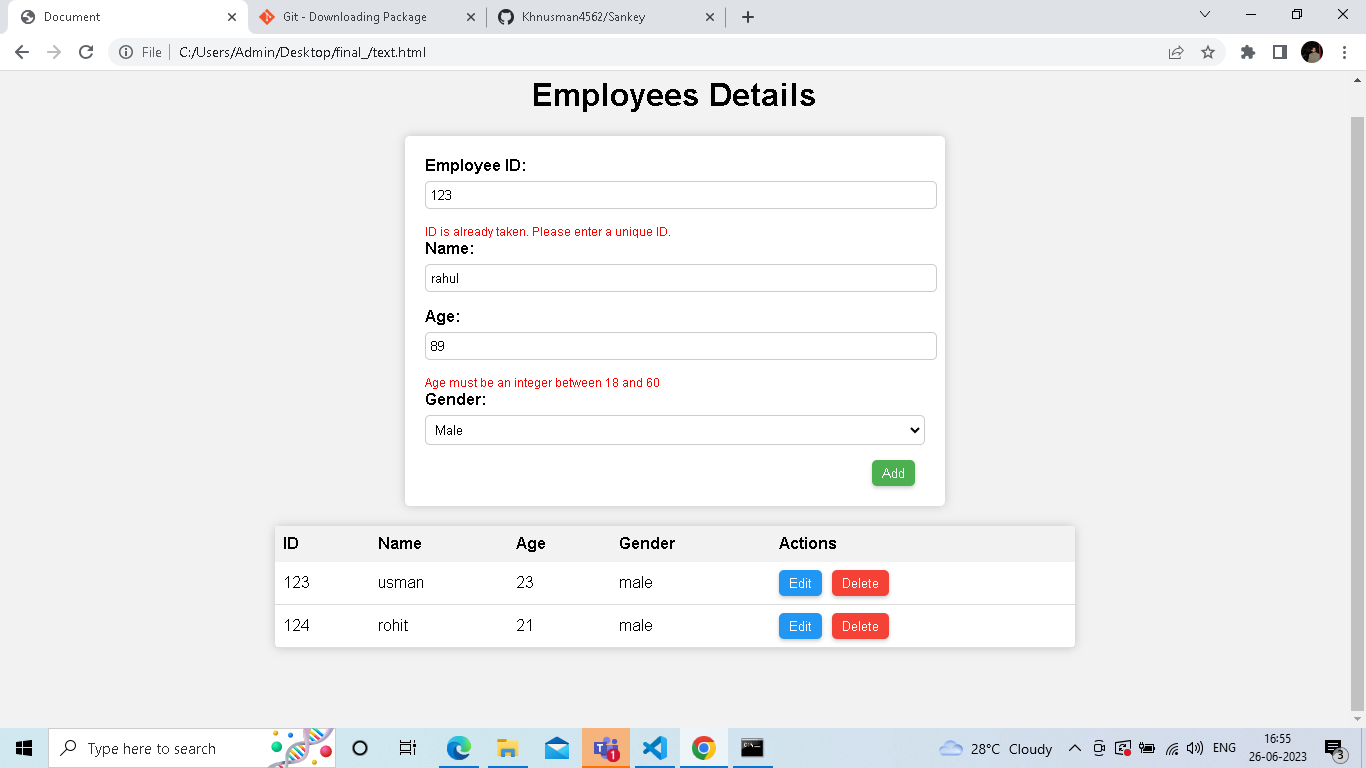 Document
Git - Downloading Package
Khnusman4562/Sankey
File C:/Users/Admin/Desktop/final_/text.html
Employees Details
Employee ID:
123
ID is already taken. Please enter a unique ID.
Name:
rahul
Age:
89
Age must be an integer between 18 and 60
Gender:
Male
Add
ID Name Age Gender Actions
123 usman 23 male Edit Delete
124 rohit 21 male Edit Delete
Type here to search
1
28°C Cloudy
ENG
16:55
26-06-2023
3